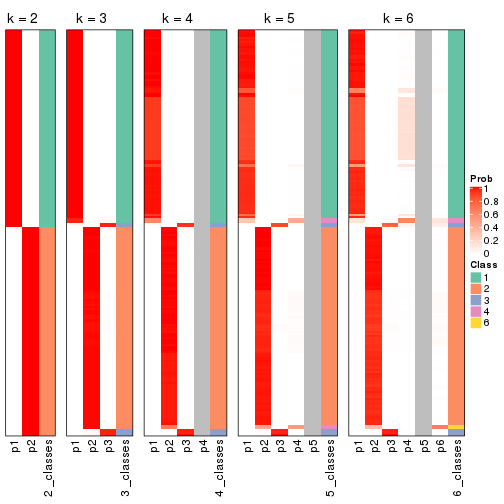 k = 2
k = 3
k = 4
k = 5
k = 6
Prob
1
0.8
0.6
0.4
0.2
0
Class
1
2
3
4
6
p1
p2
2_classes
p1
p2
p3
3_classes
p1
p2
p3
p4
4_classes
p1
p2
p3
p4
p5
5_classes
p1
p2
p3
p4
p5
p6
6_classes